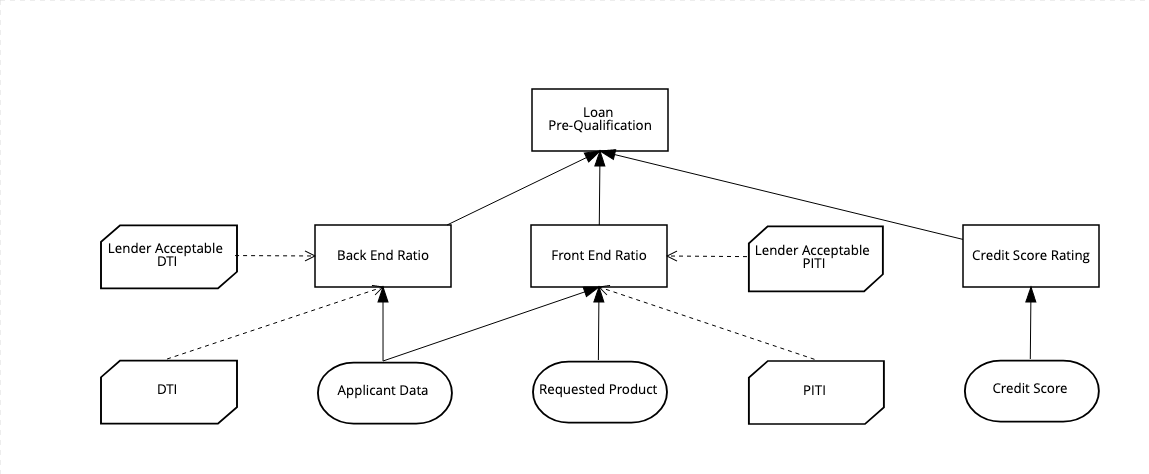 Loan
Pre-Qualification
Lender Acceptable
DTI
Back End Ratio
Front End Ratio
Lender Acceptable
PITI
Credit Score Rating
DTI
Applicant Data
Requested Product
PITI
Credit Score